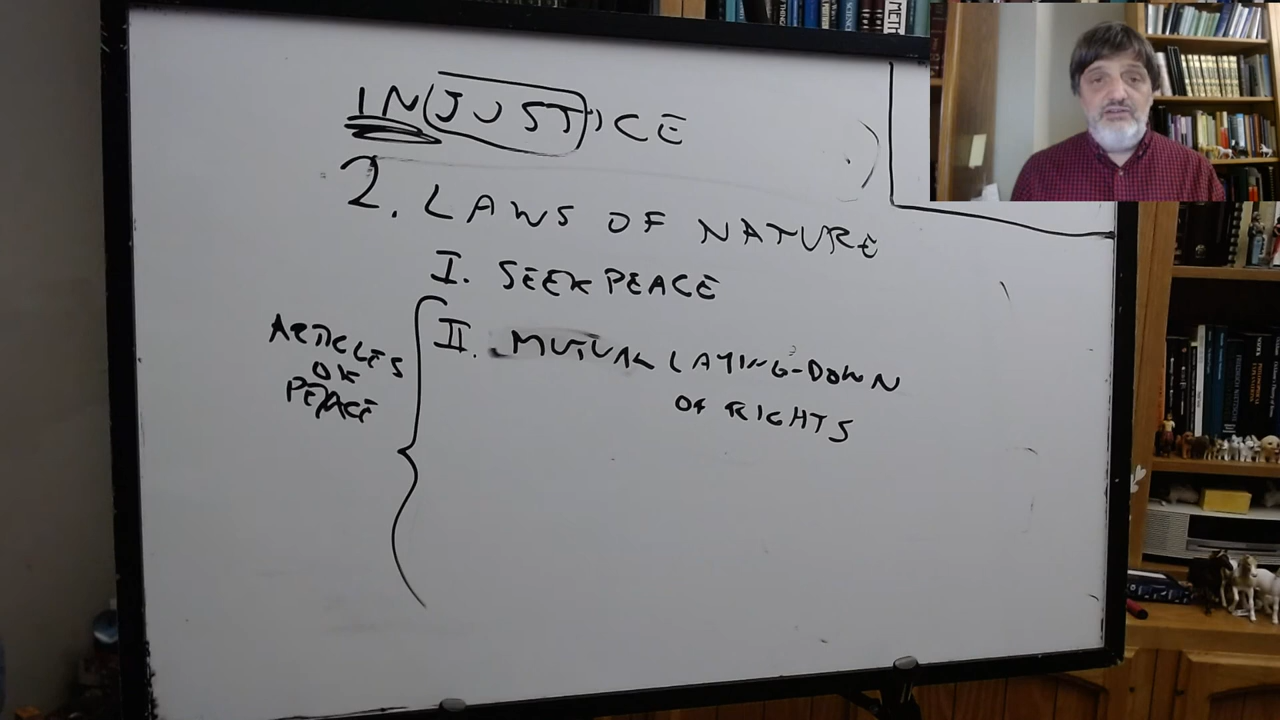 INJUSTICE
2. LAWS OF NATURE
I. SEEK PEACE
ARTICLES
OF
PEACE
II. MUTUAL LAYING-DOWN
OF RIGHTS